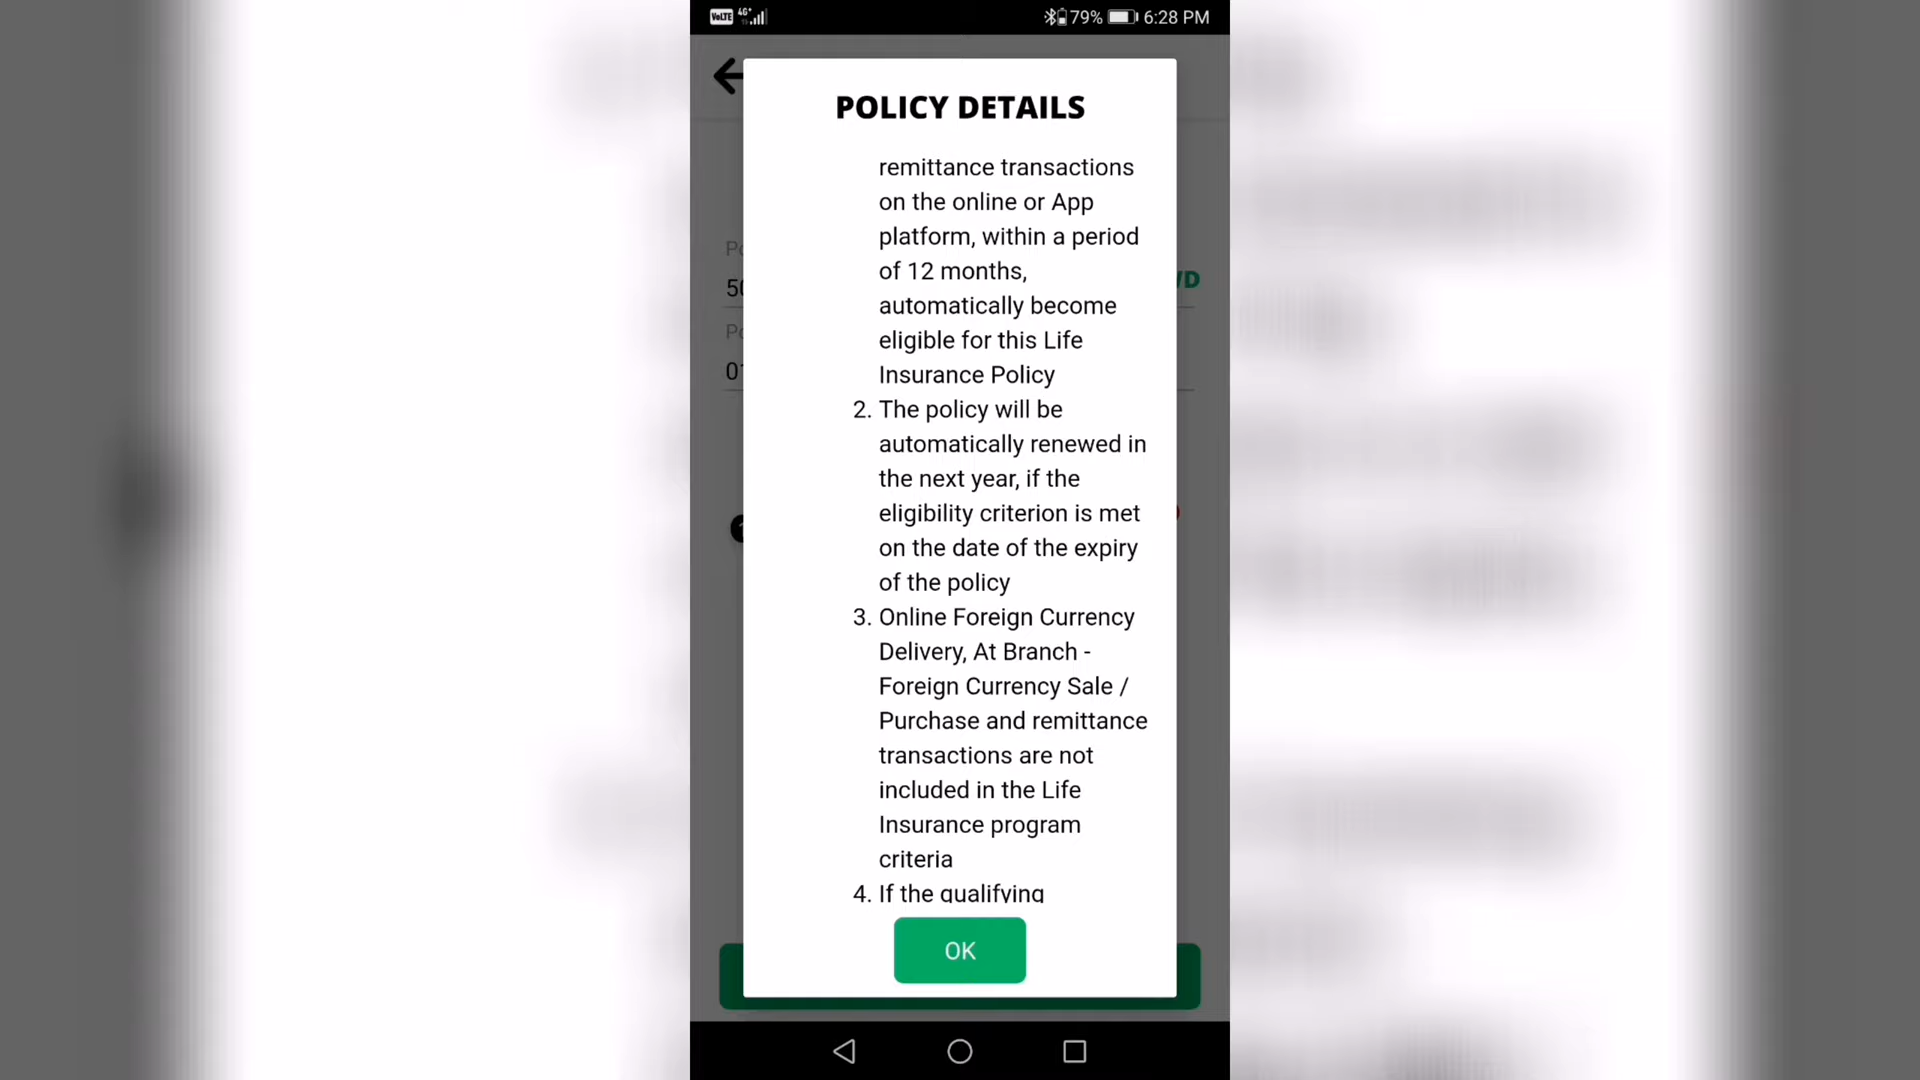 VoLTE 4G+ 79% 6:28 PM
POLICY DETAILS
remittance transactions
on the online or App
platform, within a period
of 12 months,
automatically become
eligible for this Life
Insurance Policy
2. The policy will be
automatically renewed in
the next year, if the
eligibility criterion is met
on the date of the expiry
of the policy
3. Online Foreign Currency
Delivery, At Branch -
Foreign Currency Sale /
Purchase and remittance
transactions are not
included in the Life
Insurance program
criteria
4. If the qualifying
OK